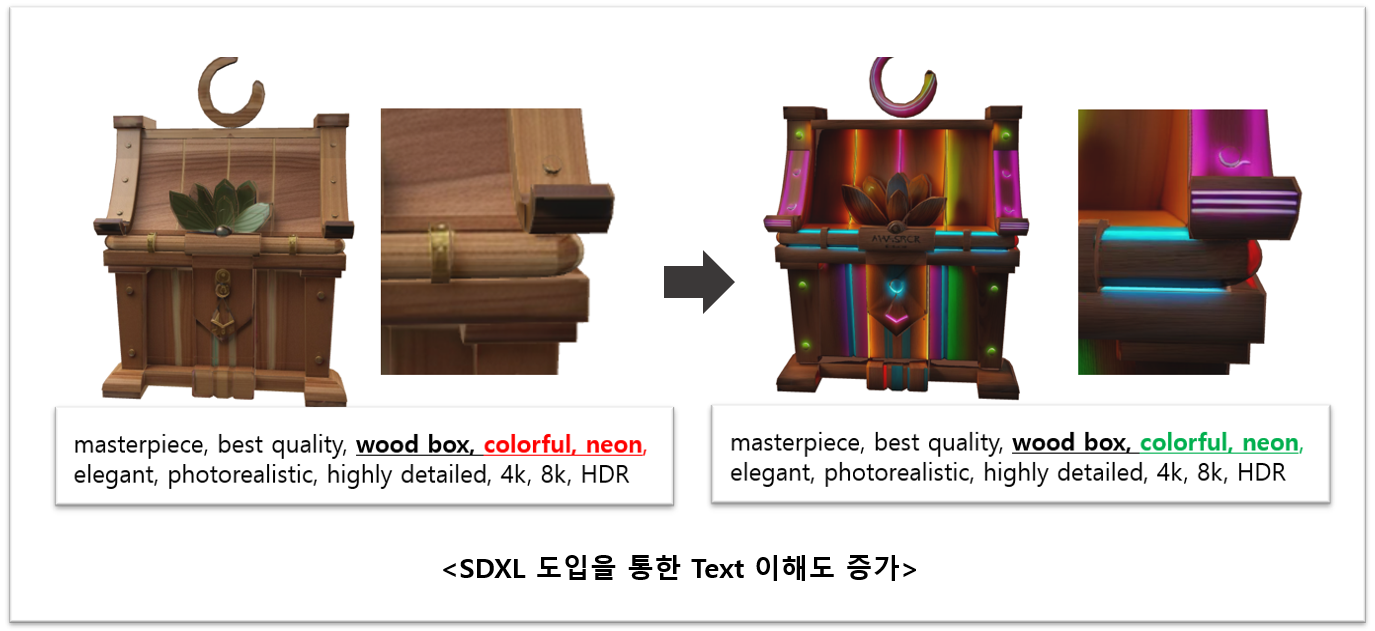 masterpiece, best quality, wood box, colorful, neon,
elegant, photorealistic, highly detailed, 4k, 8k, HDR
masterpiece, best quality, wood box, colorful, neon,
elegant, photorealistic, highly detailed, 4k, 8k, HDR
<SDXL 도입을 통한 Text 이해도 증가>